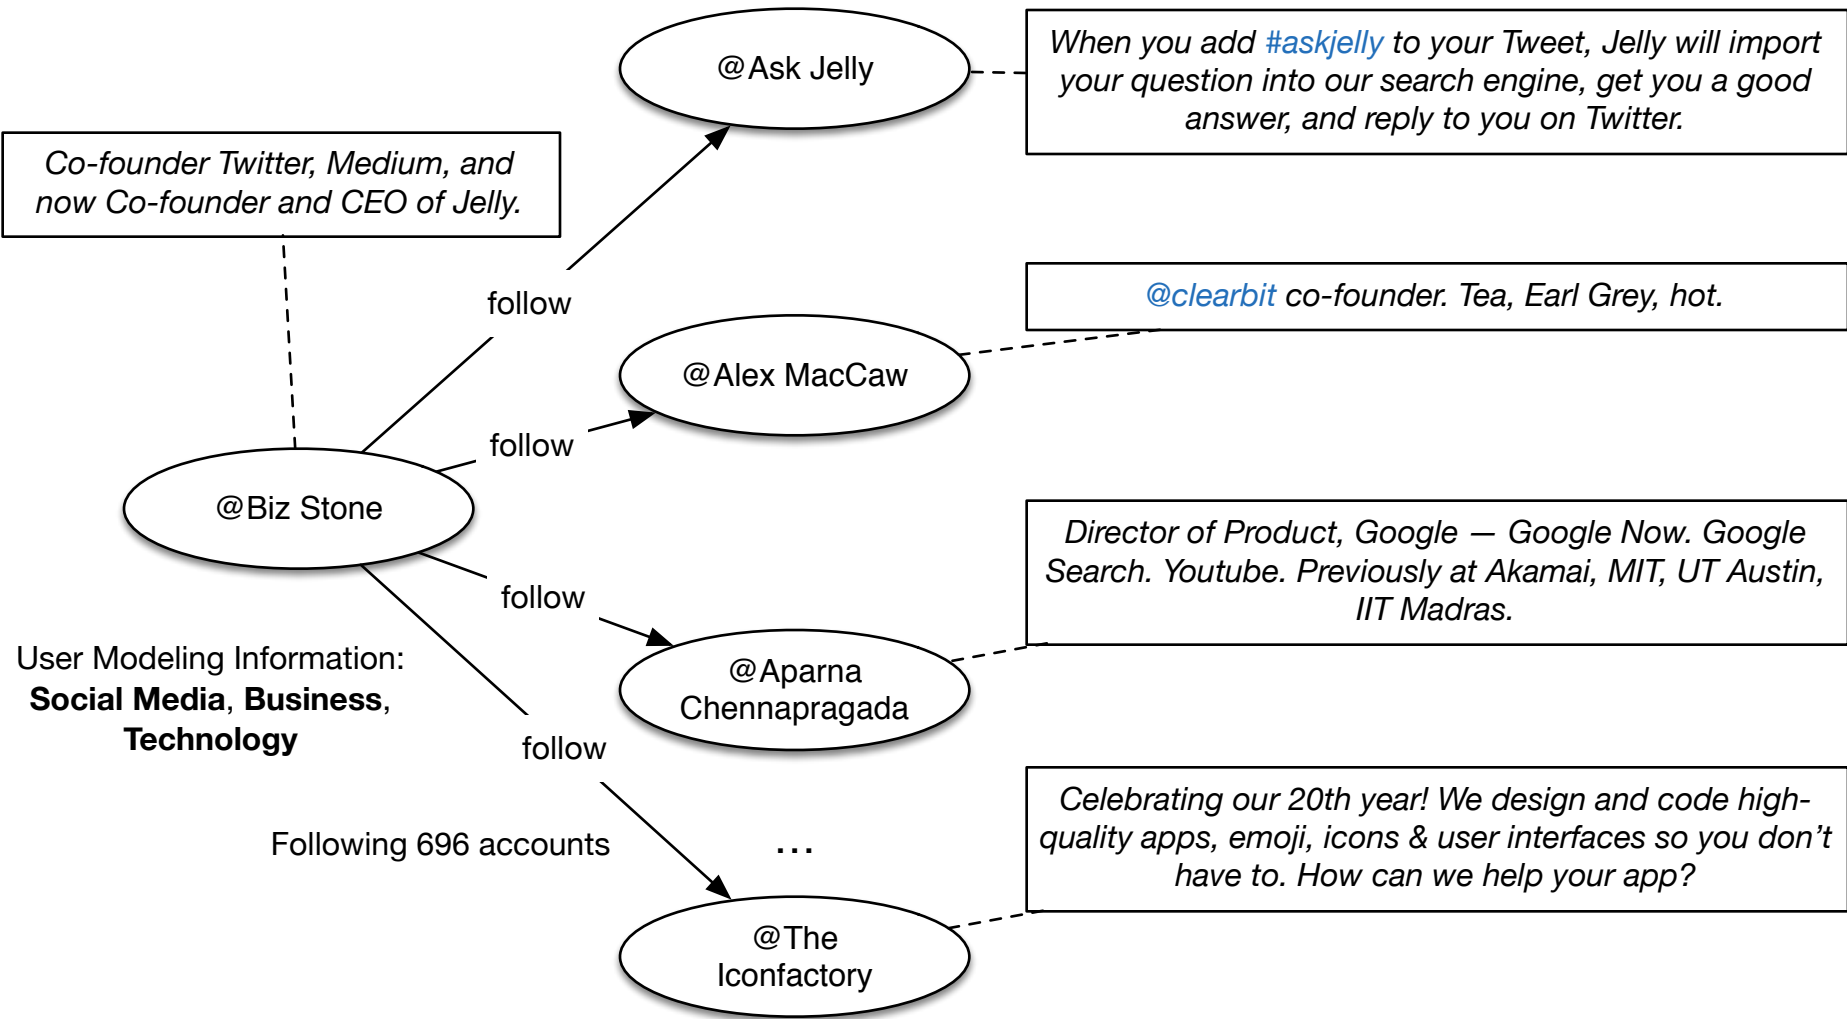 @Ask Jelly
When you add #askjelly to your Tweet, Jelly will import
your question into our search engine, get you a good
answer, and reply to you on Twitter.
Co-founder Twitter, Medium, and
now Co-founder and CEO of Jelly.
follow
@clearbit co-founder. Tea, Earl Grey, hot.
@Alex MacCaw
follow
@Biz Stone
Director of Product, Google — Google Now. Google
Search. Youtube. Previously at Akamai, MIT, UT Austin,
IIT Madras.
follow
@Aparna
Chennapragada
User Modeling Information:
Social Media, Business,
Technology
follow
Following 696 accounts
...
Celebrating our 20th year! We design and code high-
quality apps, emoji, icons & user interfaces so you don't
have to. How can we help your app?
@The
Iconfactory